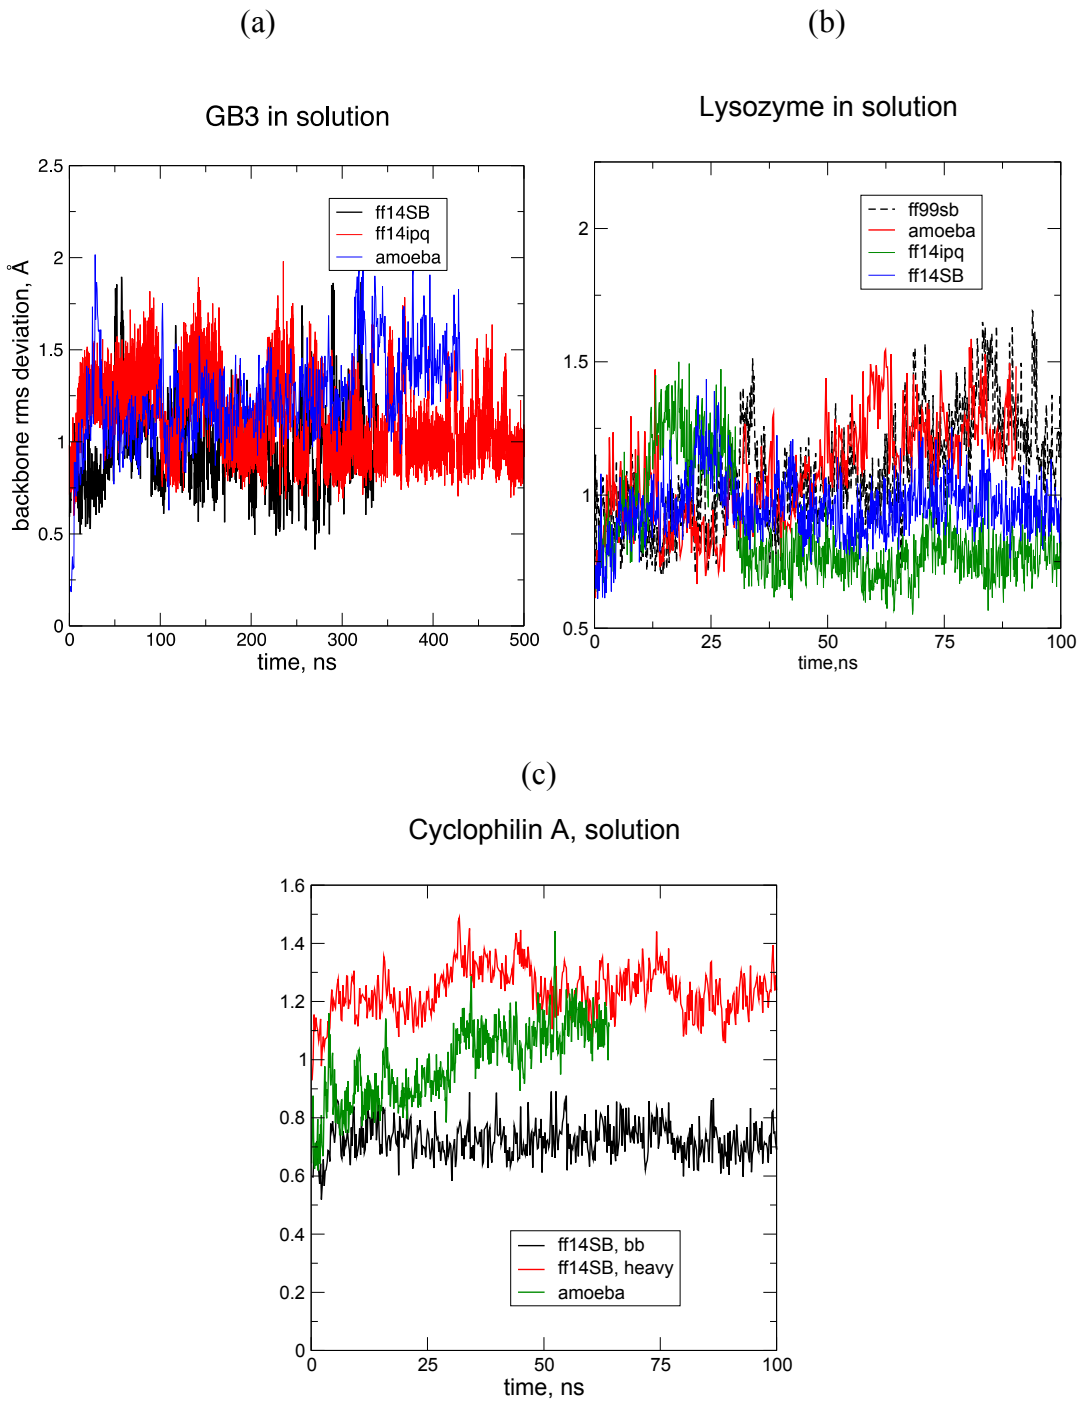 (a)
GB3 in solution
2.5
2
1.5
1
0.5
0
backbone rms deviation, Å
ff14SB
ff14ipq
amoeba
0 100 200 300 400 500
time, ns
(b)
Lysozyme in solution
2
1.5
1
0.5
ff99sb
amoeba
ff14ipq
ff14SB
0 25 50 75 100
time,ns
(c)
Cyclophilin A, solution
1.6
1.4
1.2
1
0.8
0.6
0.4
0.2
0
ff14SB, bb
ff14SB, heavy
amoeba
0 25 50 75 100
time, ns